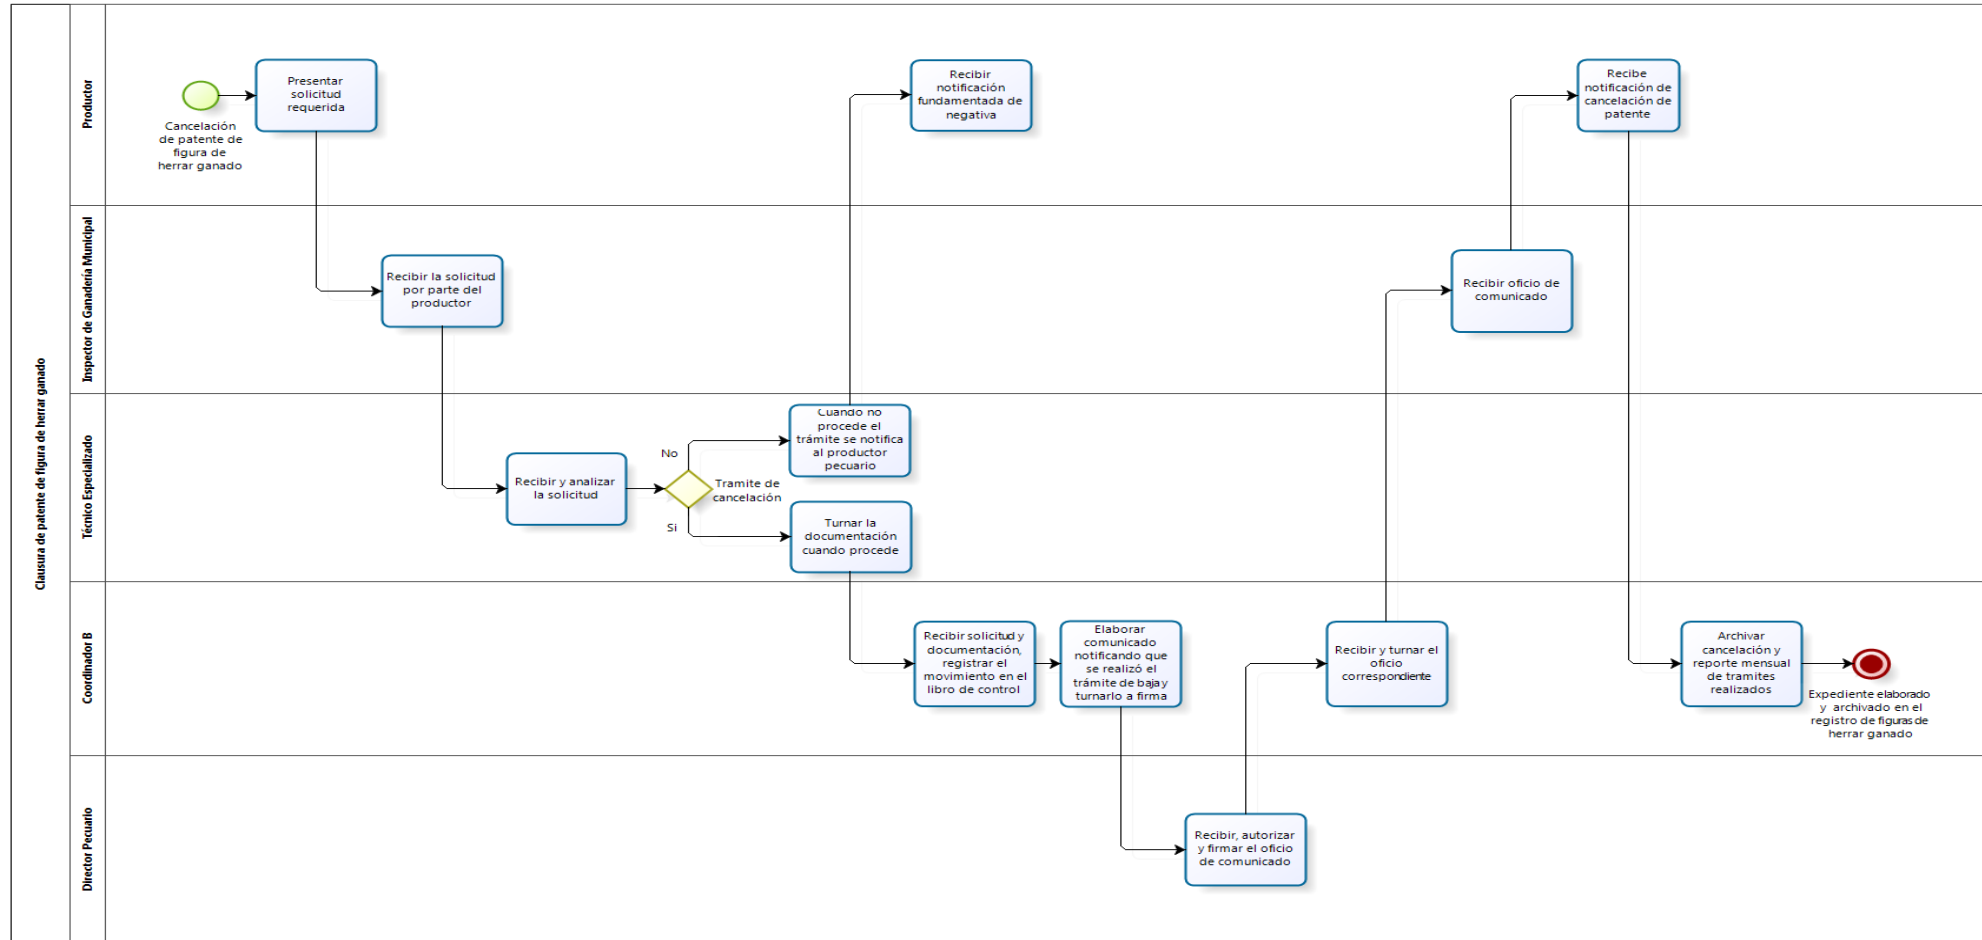 Clausura de patente de figura de herrar ganado
Productor
Cancelación
de patente de
figura de
herrar ganado
Presentar
solicitud
requerida
Recibir
notificación
fundamentada de
negativa
Recibe
notificación de
cancelación de
patente
Inspector de Ganadería Municipal
Recibir la solicitud
por parte del
productor
Recibir oficio de
comunicado
Técnico Especializado
Recibir y analizar
la solicitud
No
Si
Tramite de
cancelación
Cuando no
procede el
trámite se notifica
al productor
pecuario
Turnar la
documentación
cuando procede
Coordinador B
Recibir solicitud y
documentación,
registrar el
movimiento en el
libro de control
Elaborar
comunicado
notificando que
se realizó el
trámite de baja y
turnarlo a firma
Recibir y turnar el
oficio
correspondiente
Archivar
cancelación y
reporte mensual
de tramites
realizados
Expediente elaborado
y archivado en el
registro de figuras de
herrar ganado
Director Pecuario
Recibir, autorizar
y firmar el oficio
de comunicado